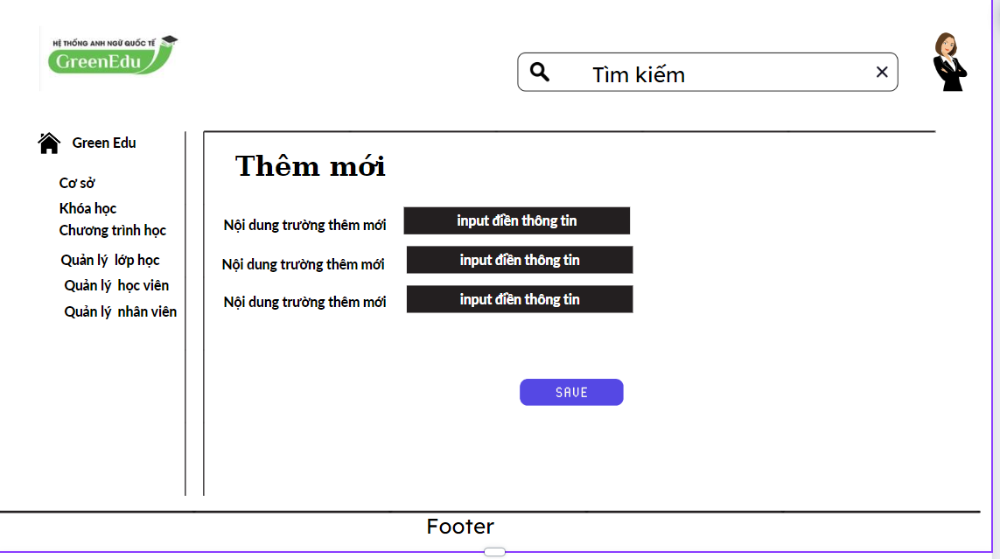 HỆ THỐNG ANH NGỮ QUỐC TẾ
GreenEdu
Tìm kiếm
Green Edu
Cơ sở
Khóa học
Chương trình học
Quản lý lớp học
Quản lý học viên
Quản lý nhân viên
Thêm mới
Nội dung trường thêm mới input điền thông tin
Nội dung trường thêm mới input điền thông tin
Nội dung trường thêm mới input điền thông tin
SAVE
Footer